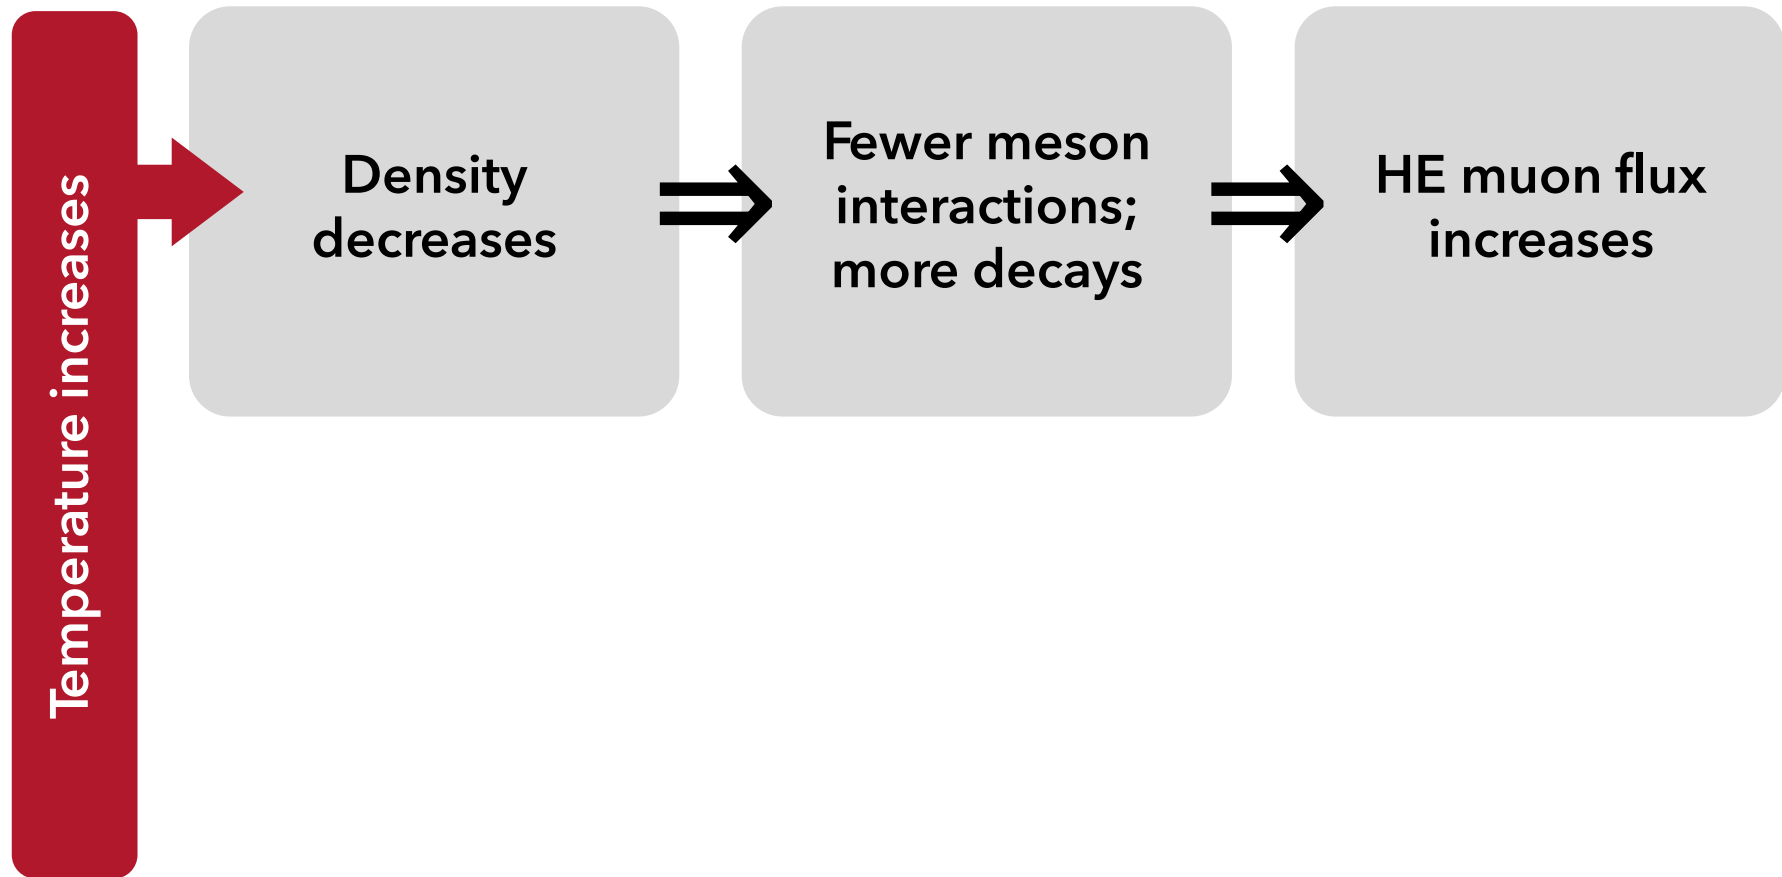 Temperature increases
Density
decreases
⇒
Fewer meson
interactions;
more decays
⇒
HE muon flux
increases